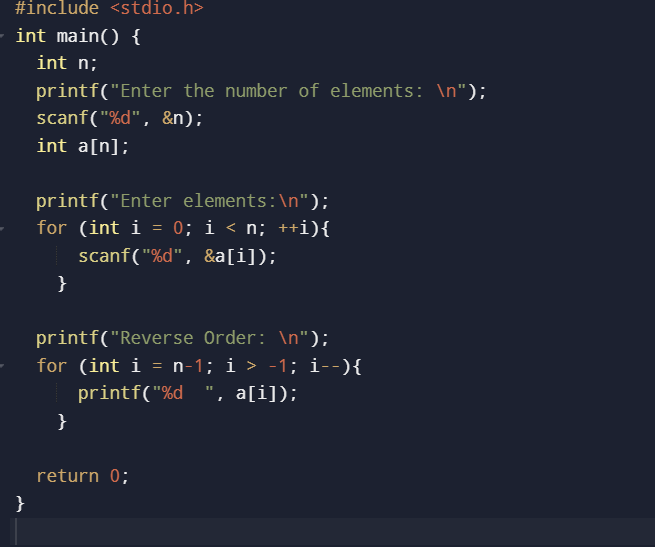 #include <stdio.h>
int main() {
  int n;
  printf("Enter the number of elements: \n");
  scanf("%d", &n);
  int a[n];

  printf("Enter elements:\n");
  for (int i = 0; i < n; ++i){
      scanf("%d", &a[i]);
    }

  printf("Reverse Order: \n");
  for (int i = n-1; i > -1; i--){
      printf("%d  ", a[i]);
    }

  return 0;
}